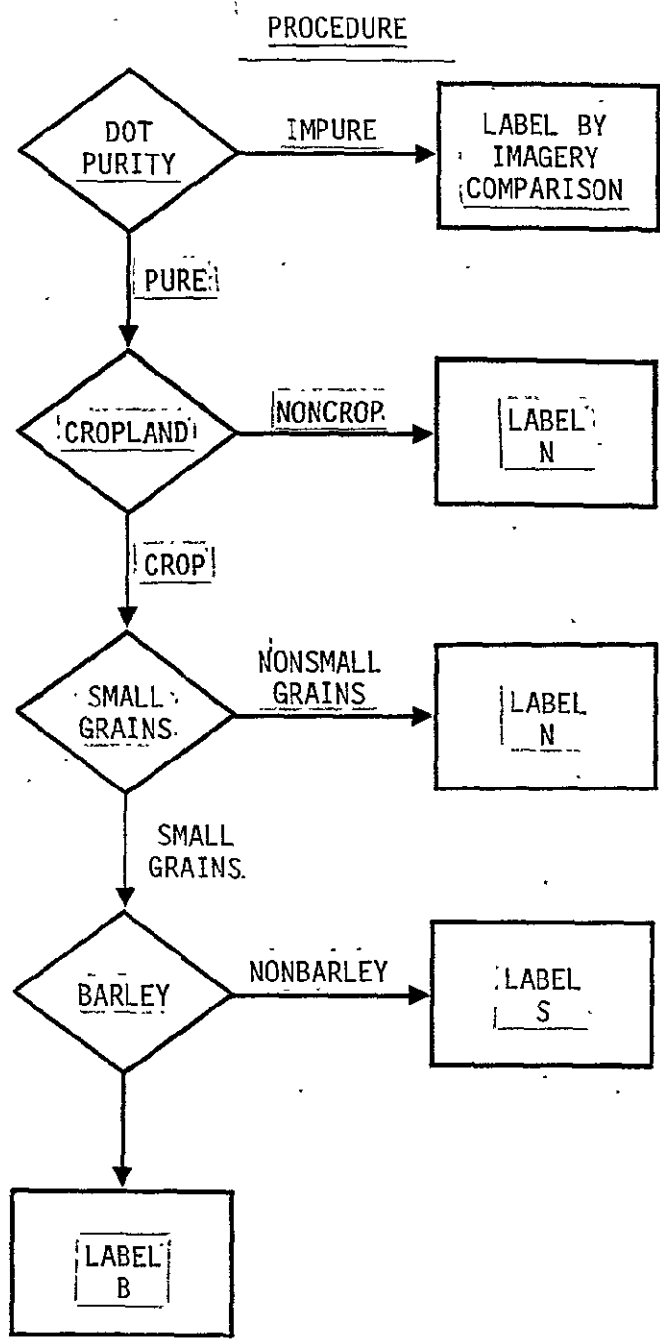 PROCEDURE
DOT
PURITY
IMPURE
LABEL BY
IMAGERY
COMPARISON
PURE
CROPLAND
NONCROP
LABEL
N
CROP
SMALL
GRAINS
NONSMALL
GRAINS
LABEL
N
SMALL
GRAINS
BARLEY
NONBARLEY
LABEL
S
LABEL
B